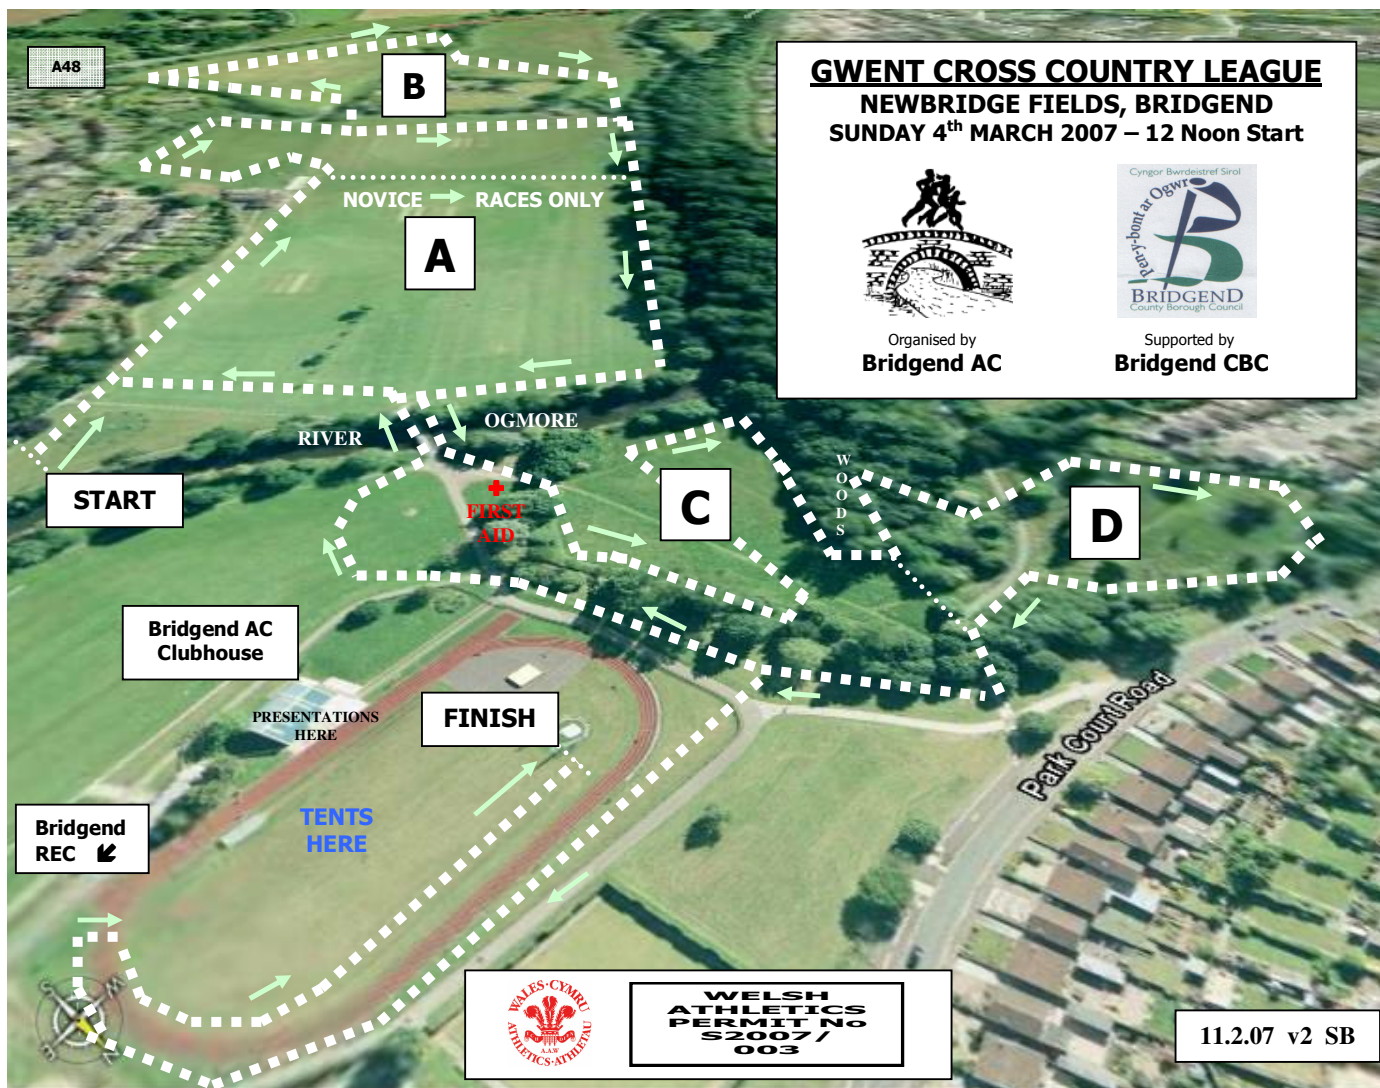 A48
B
GWENT CROSS COUNTRY LEAGUE
NEWBRIDGE FIELDS, BRIDGEND
SUNDAY 4th MARCH 2007 – 12 Noon Start
Cyngor Bwrdeistref Sirol
Pen-y-bont ar Ogwr
BRIDGEND
County Borough Council
Organised by
Bridgend AC
Supported by
Bridgend CBC
NOVICE RACES ONLY
A
RIVER OGMORE
START
FIRST
AID
C
WOODS
D
Bridgend AC
Clubhouse
PRESENTATIONS
HERE
FINISH
Park Court Road
TENTS
HERE
Bridgend
REC
S W E N
WALES·CYMRU
ATHLETICS·ATHLETAU
A.A.W
WELSH
ATHLETICS
PERMIT No
S2007/
003
11.2.07 v2 SB